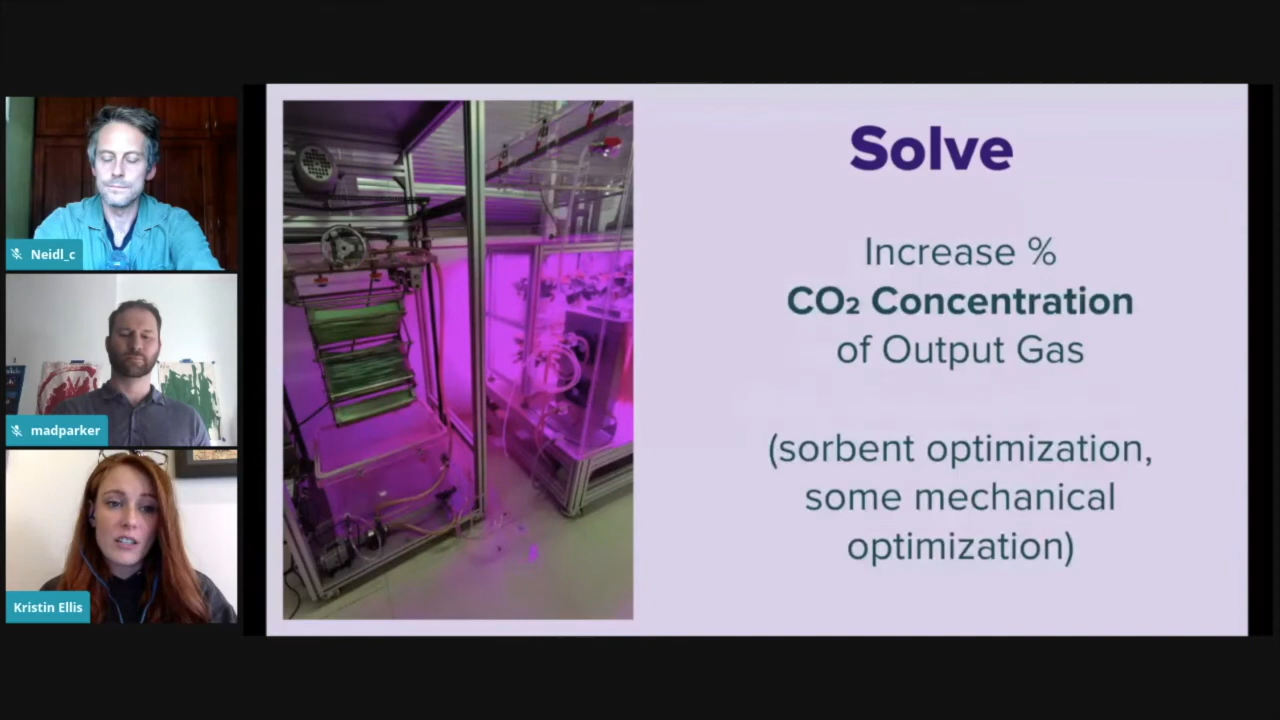 Neidl_c
madparker
Kristin Ellis
Solve
Increase %
CO₂ Concentration
of Output Gas
(sorbent optimization,
some mechanical
optimization)